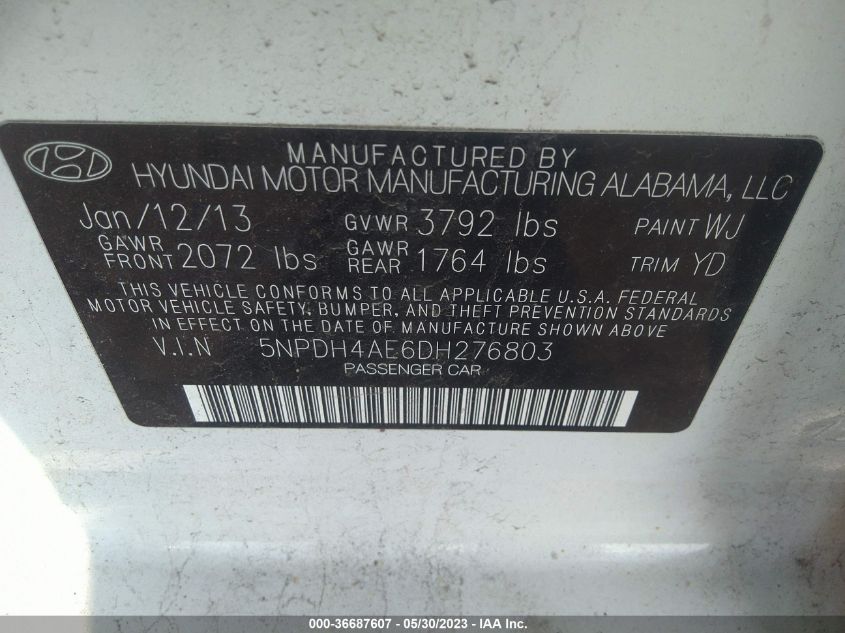 MANUFACTURED BY
HYUNDAI MOTOR MANUFACTURING ALABAMA, LLC
Jan/12/13 GVWR 3792 lbs PAINT WJ
GAWR FRONT 2072 lbs GAWR REAR 1764 lbs TRIM YD
THIS VEHICLE CONFORMS TO ALL APPLICABLE U.S.A. FEDERAL
MOTOR VEHICLE SAFETY, BUMPER, AND THEFT PREVENTION STANDARDS
IN EFFECT ON THE DATE OF MANUFACTURE SHOWN ABOVE
V.I.N 5NPDH4AE6DH276803
PASSENGER CAR
000-36687607 - 05/30/2023 - IAA Inc.